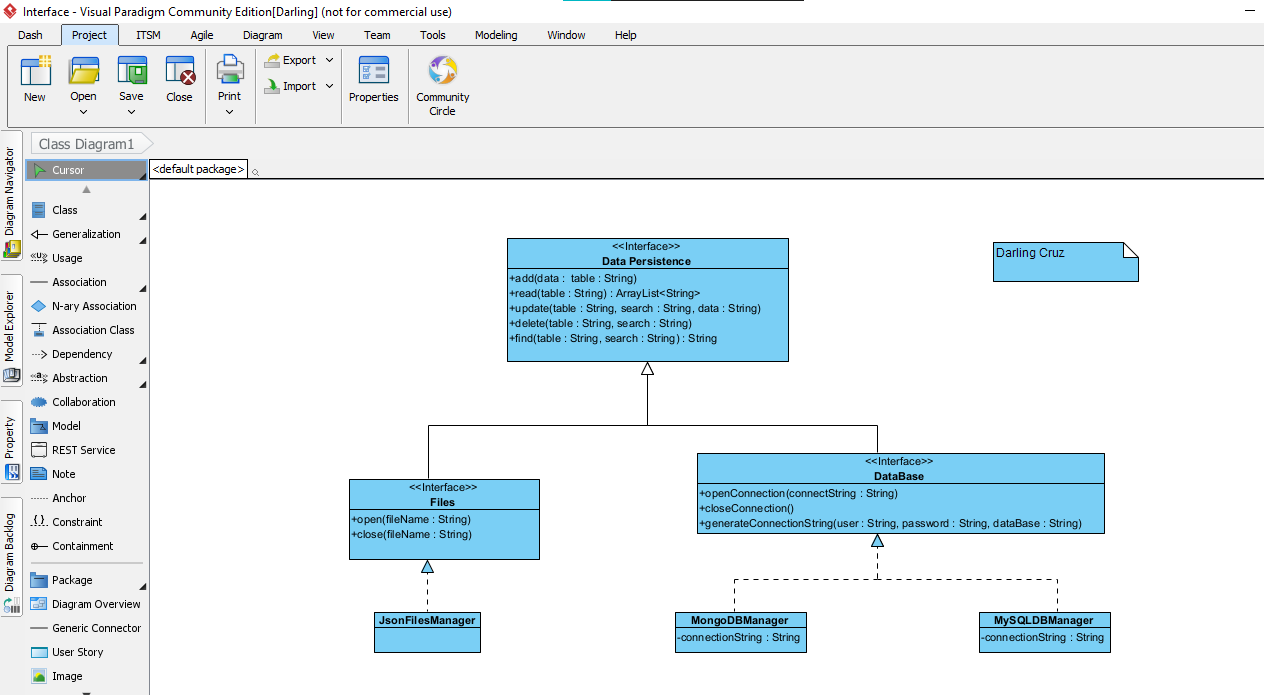 Interface - Visual Paradigm Community Edition[Darling] (not for commercial use)
Dash Project ITSM Agile Diagram View Team Tools Modeling Window Help
New Open Save Close Print Export Import Properties Community Circle
Class Diagram1
Cursor
<default package>
Diagram Navigator
Model Explorer
Property
Diagram Backlog
Class
Generalization
Usage
Association
N-ary Association
Association Class
Dependency
Abstraction
Collaboration
Model
REST Service
Note
Anchor
Constraint
Containment
Package
Diagram Overview
Generic Connector
User Story
Image
<<Interface>>
Data Persistence
+add(data : table : String)
+read(table : String) : ArrayList<String>
+update(table : String, search : String, data : String)
+delete(table : String, search : String)
+find(table : String, search : String) : String
Darling Cruz
<<Interface>>
Files
+open(fileName : String)
+close(fileName : String)
<<Interface>>
DataBase
+openConnection(connectString : String)
+closeConnection()
+generateConnectionString(user : String, password : String, dataBase : String)
JsonFilesManager
MongoDBManager
-connectionString : String
MySQLDBManager
-connectionString : String